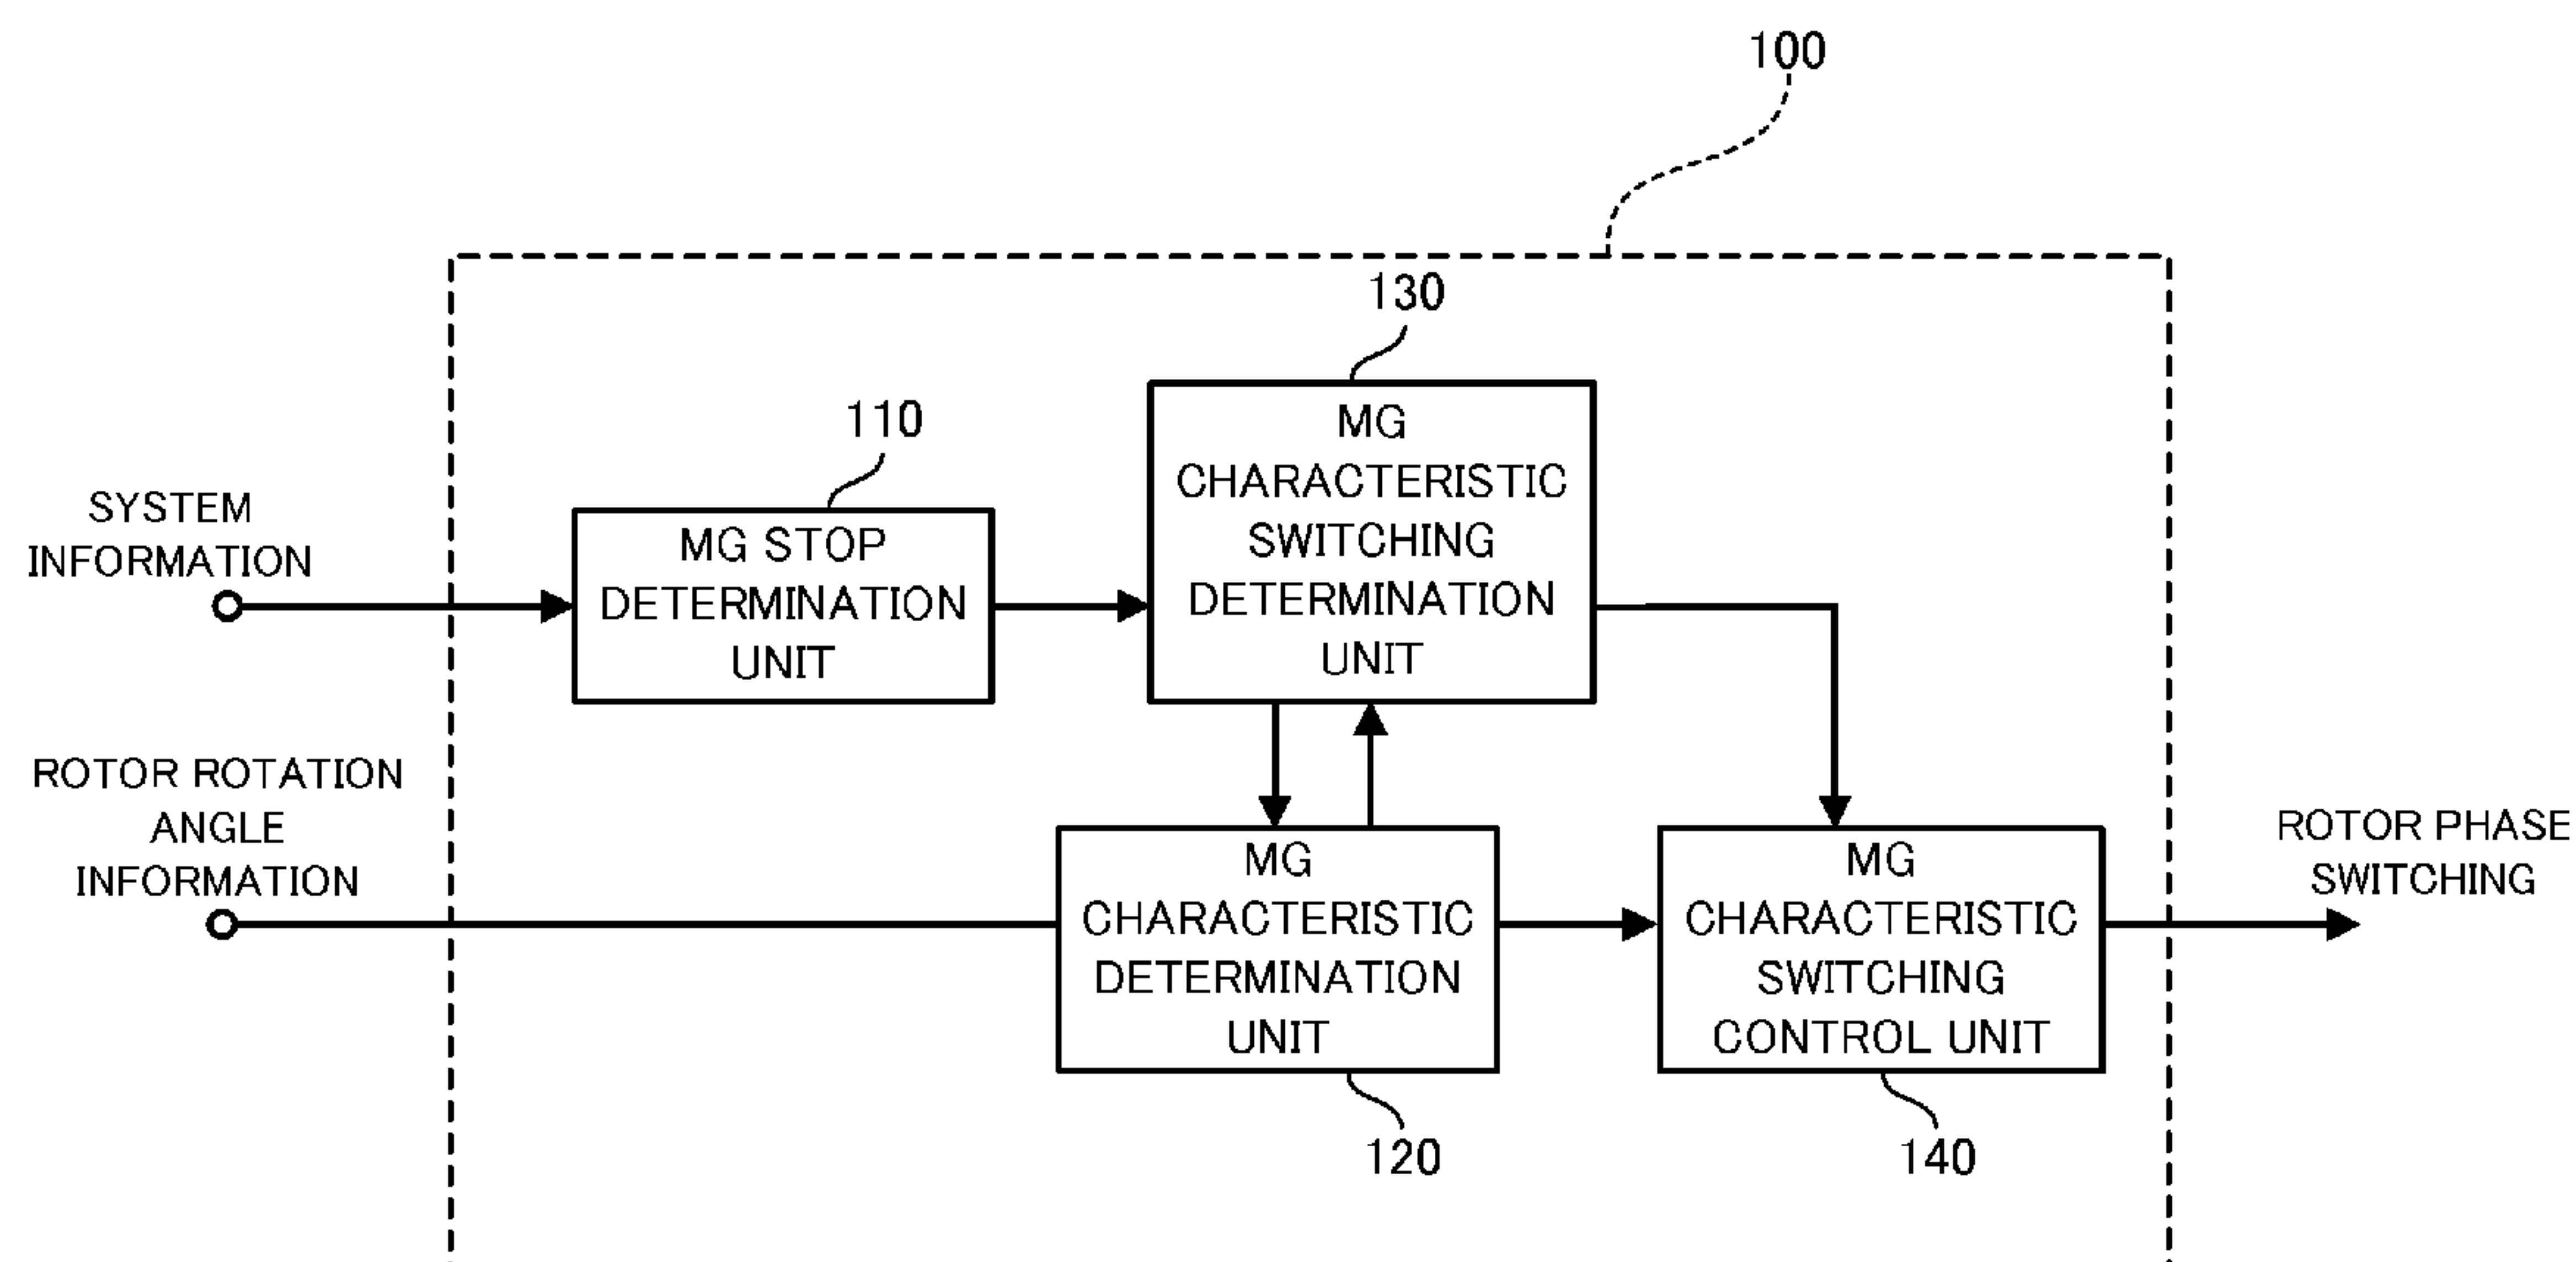 100
130
MG
CHARACTERISTIC
SWITCHING
DETERMINATION
UNIT
110
MG STOP
DETERMINATION
UNIT
SYSTEM
INFORMATION
ROTOR ROTATION
ANGLE
INFORMATION
MG
CHARACTERISTIC
DETERMINATION
UNIT
120
MG
CHARACTERISTIC
SWITCHING
CONTROL UNIT
140
ROTOR PHASE
SWITCHING